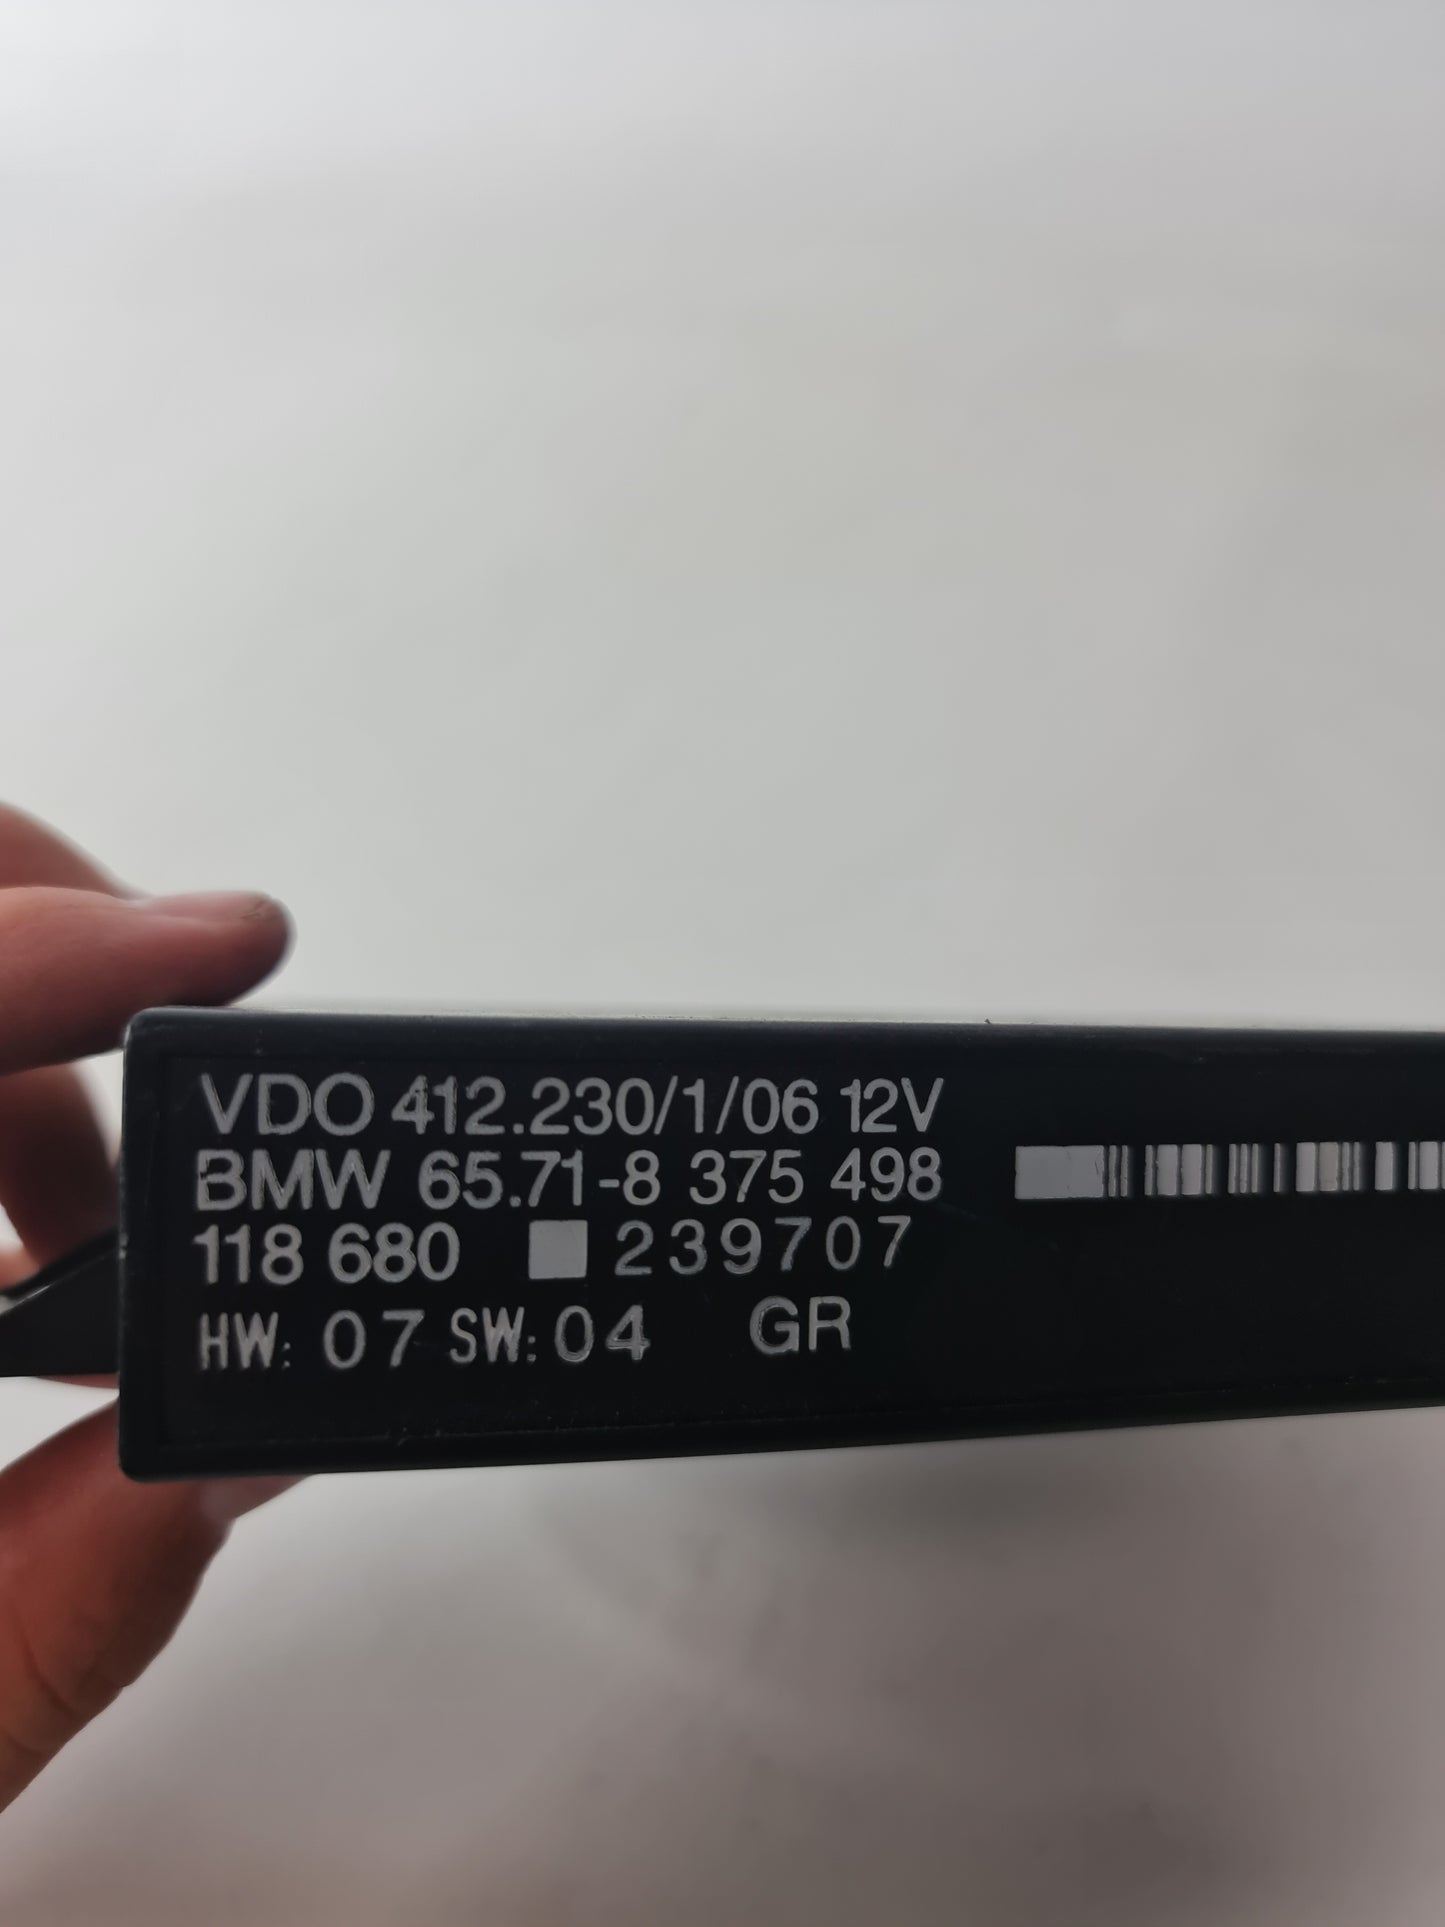 VDO 412.230/1/06 12V
BMW 65.71-8 375 498
118 680 239707
HW: 07 SW: 04 GR